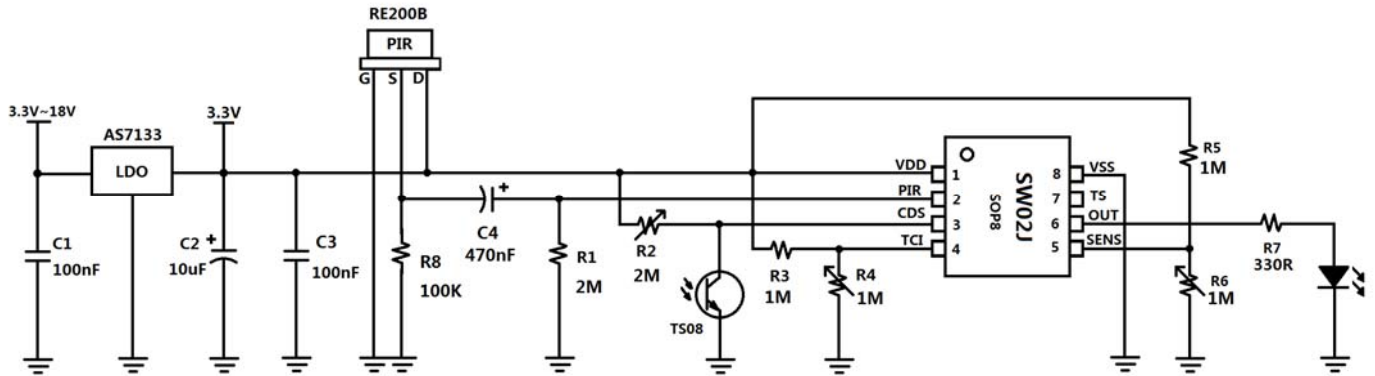 RE200B
PIR
G S D
3.3V~18V
AS7133
LDO
3.3V
C1
100nF
C2
+
10uF
C3
100nF
R8
100K
C4
+
470nF
R1
2M
R2
2M
TS08
R3
1M
R4
1M
VDD
PIR
CDS
TCI
1
2
3
4
SW02J
SOP8
8
7
6
5
VSS
TS
OUT
SENS
R5
1M
R6
1M
R7
330R